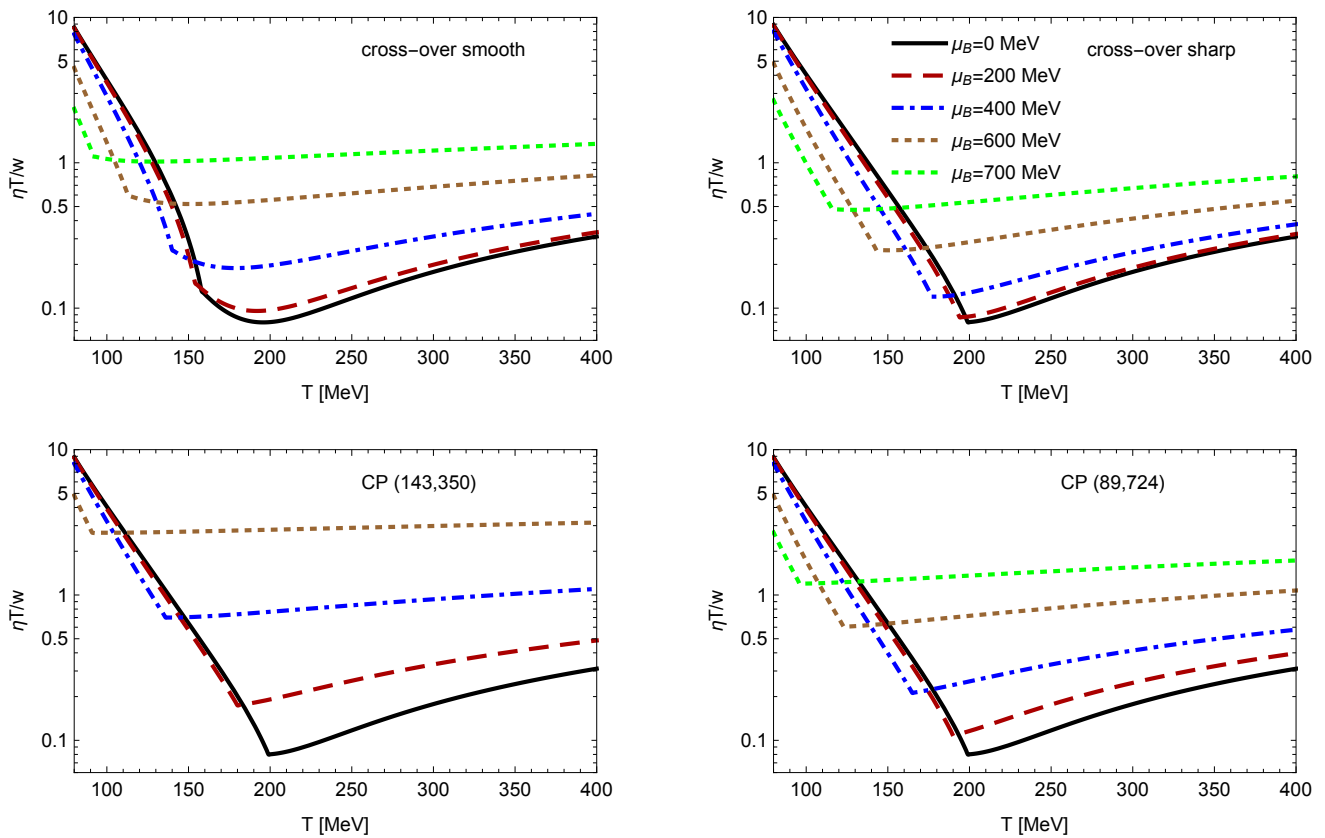 10
5
1
0.5
0.1
ηT/w
cross−over smooth
100 150 200 250 300 350 400
T [MeV]
10
5
1
0.5
0.1
ηT/w
cross−over sharp
μB=0 MeV
μB=200 MeV
μB=400 MeV
μB=600 MeV
μB=700 MeV
100 150 200 250 300 350 400
T [MeV]
10
5
1
0.5
0.1
ηT/w
CP (143,350)
100 150 200 250 300 350 400
T [MeV]
10
5
1
0.5
0.1
ηT/w
CP (89,724)
100 150 200 250 300 350 400
T [MeV]